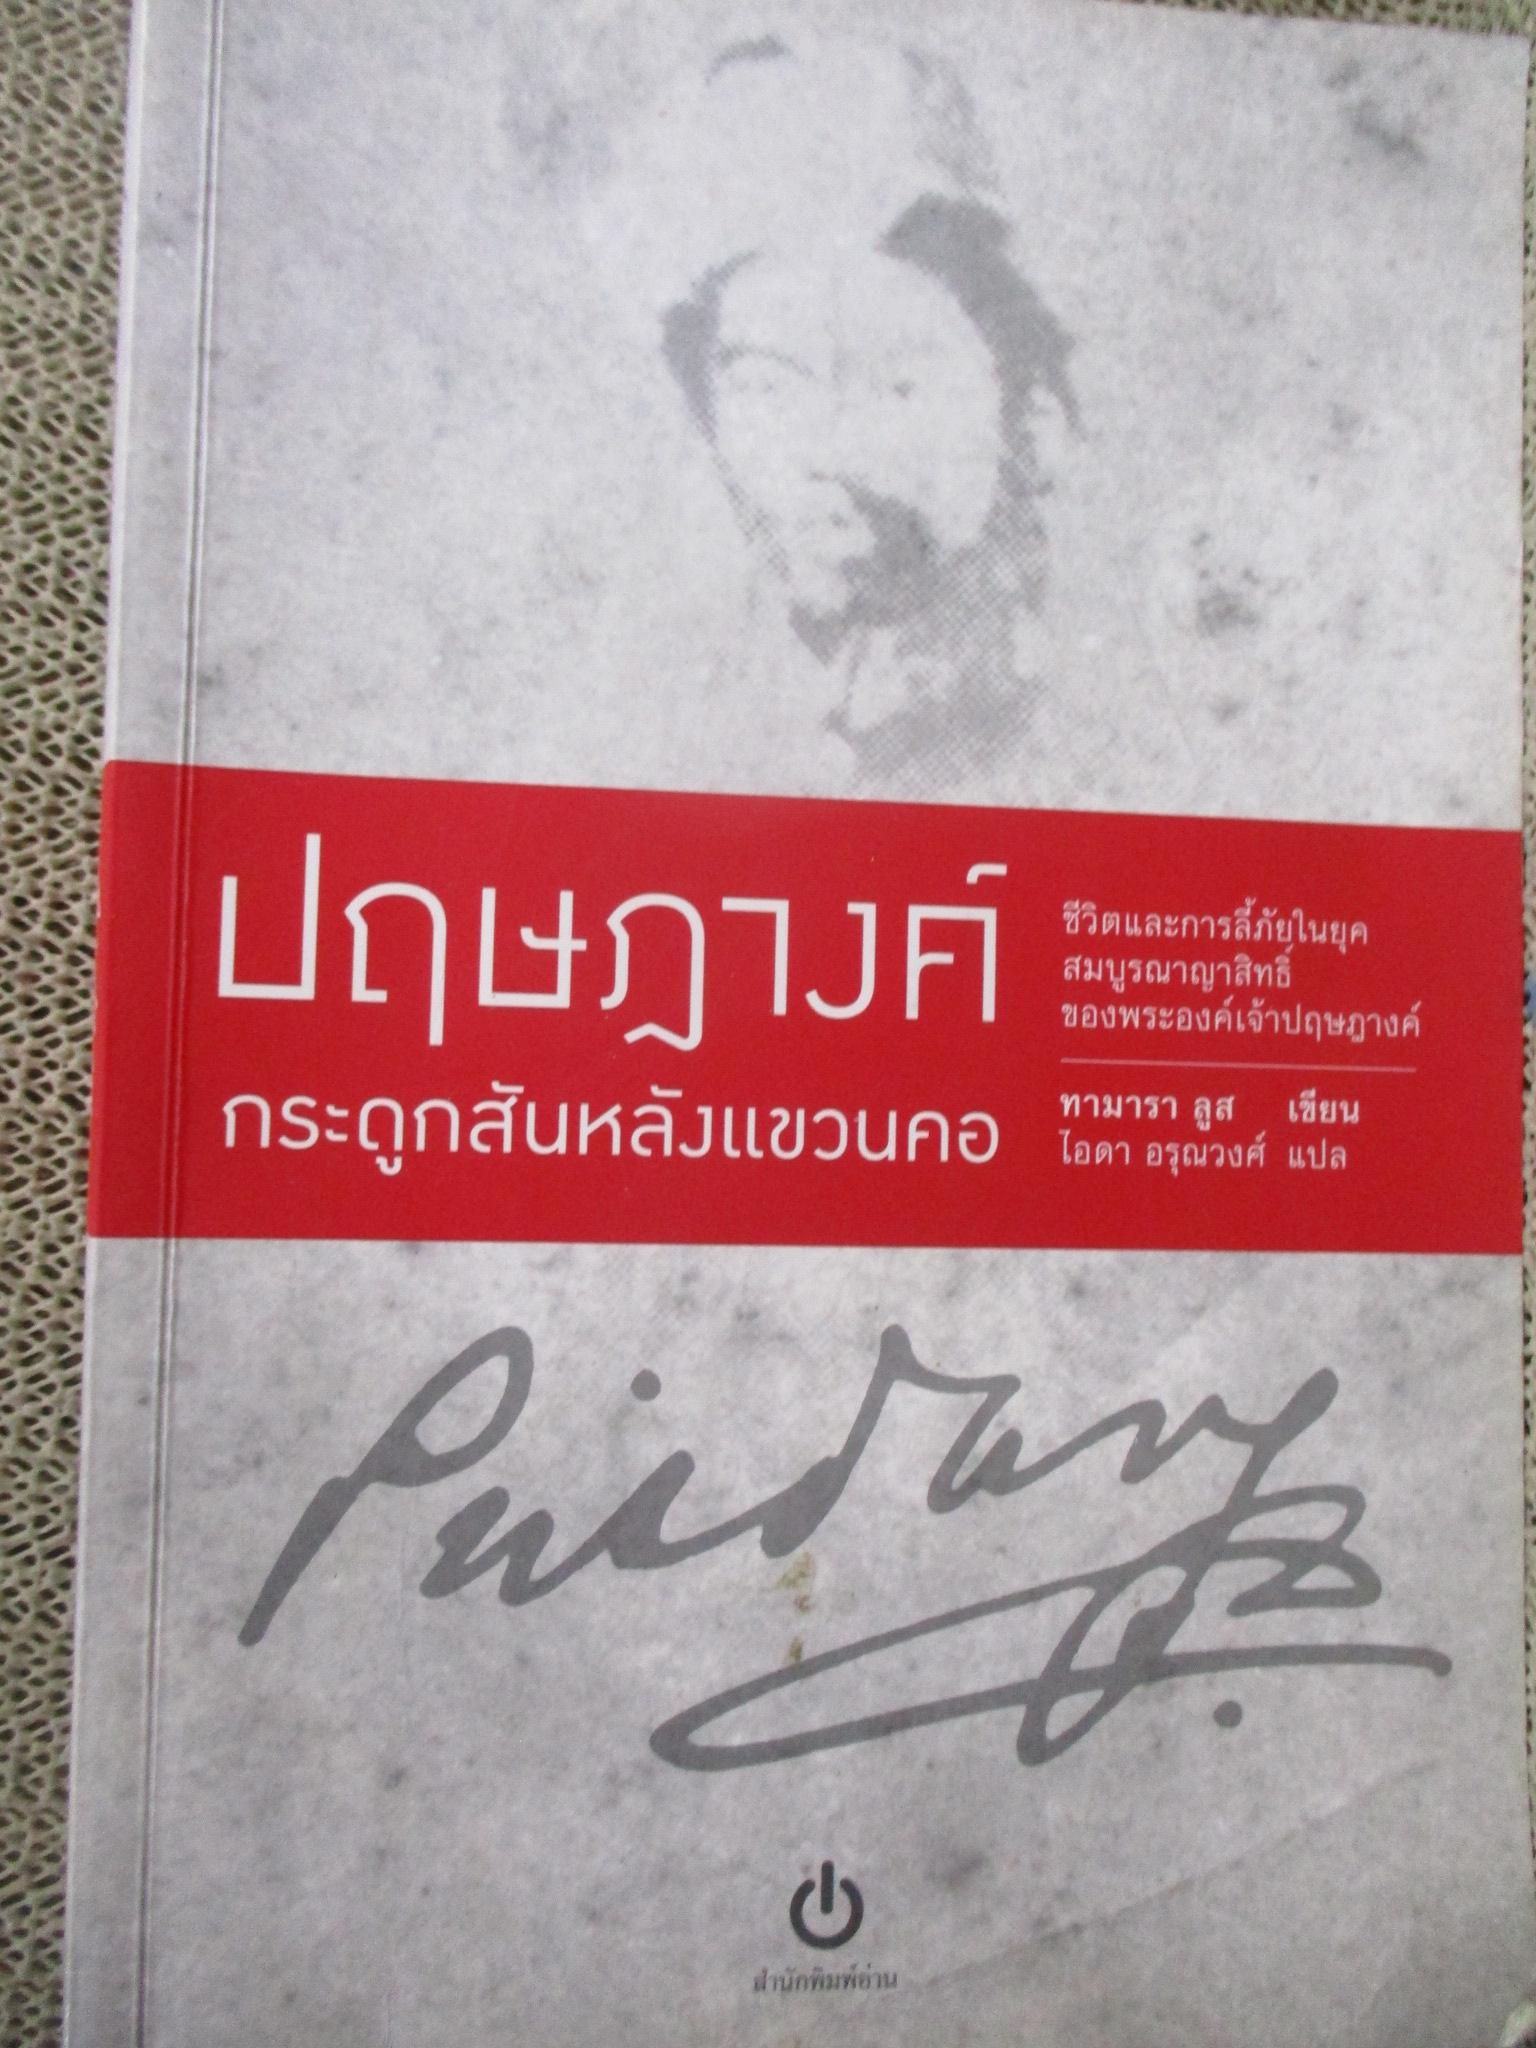 ปฤษฎางค์
กระดูกสันหลังแขวนคอ
ชีวิตและการลี้ภัยในยุค
สมบูรณาญาสิทธิ์
ของพระองค์เจ้าปฤษฎางค์
ทามารา ลูส เขียน
ไอดา อรุณวงศ์ แปล
Prisdang
สำนักพิมพ์อ่าน